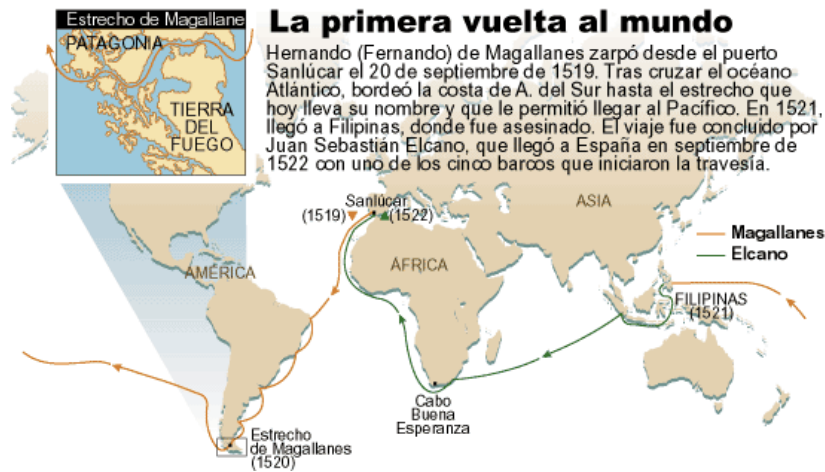 Estrecho de Magallane
PATAGONIA
TIERRA
DEL
FUEGO
La primera vuelta al mundo
Hernando (Fernando) de Magallanes zarpó desde el puerto
Sanlúcar el 20 de septiembre de 1519. Tras cruzar el océano
Atlántico, bordeó la costa de A. del Sur hasta el estrecho que
hoy lleva su nombre y que le permitió llegar al Pacífico. En 1521,
llegó a Filipinas, donde fue asesinado. El viaje fue concluido por
Juan Sebastián Elcano, que llegó a España en septiembre de
1522 con uno de los cinco barcos que iniciaron la travesía.
Sanlúcar
(1519)
(1522)
ASIA
Magallanes
Elcano
AMÉRICA
ÁFRICA
FILIPINAS
(1521)
Cabo
Buena
Esperanza
Estrecho
de Magallanes
(1520)